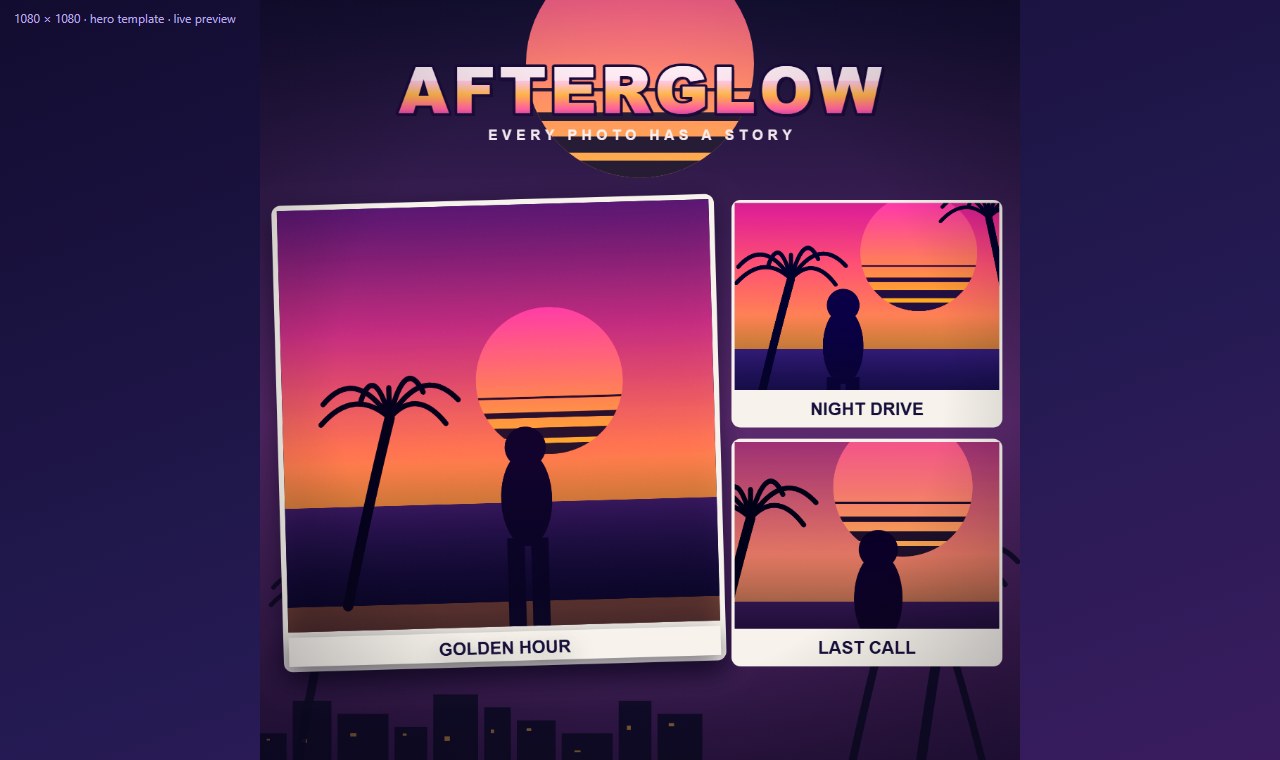 1080 × 1080 · hero template · live preview
AFTERGLOW
EVERY PHOTO HAS A STORY
NIGHT DRIVE
GOLDEN HOUR
LAST CALL